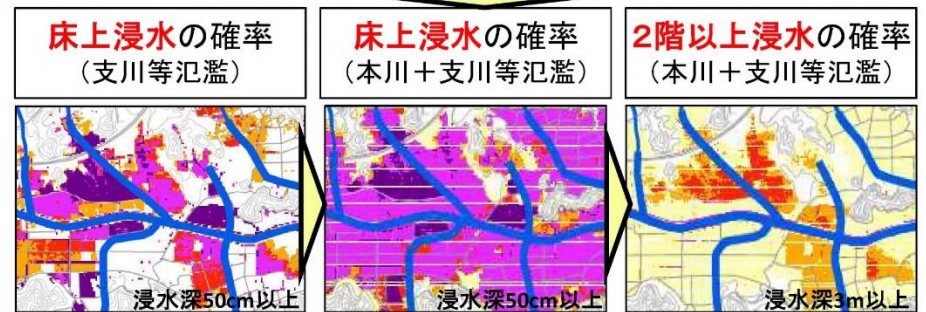 床上浸水の確率
（支川等氾濫）
床上浸水の確率
（本川＋支川等氾濫）
2階以上浸水の確率
（本川＋支川等氾濫）
浸水深50cm以上
浸水深50cm以上
浸水深3m以上